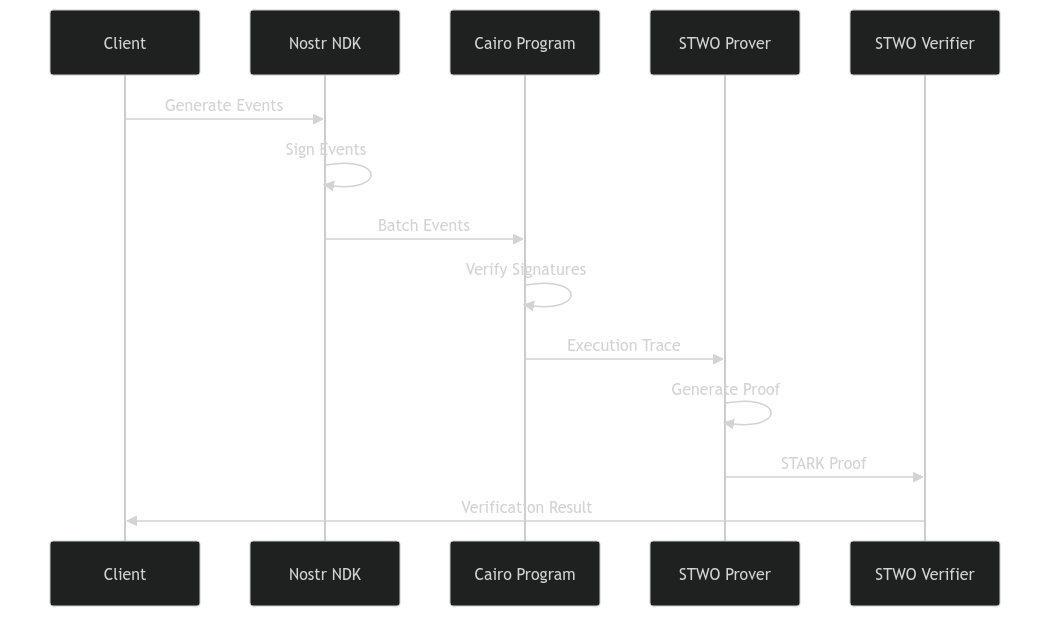 Client
Nostr NDK
Cairo Program
STWO Prover
STWO Verifier
Generate Events
Sign Events
Batch Events
Verify Signatures
Execution Trace
Generate Proof
STARK Proof
Verification Result
Client
Nostr NDK
Cairo Program
STWO Prover
STWO Verifier